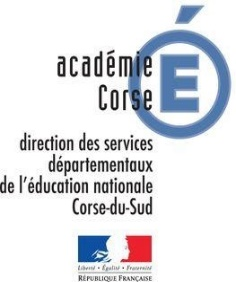 académie
Corse
É
direction des services
départementaux
de l'éducation nationale
Corse-du-Sud
Liberté • Égalité • Fraternité
RÉPUBLIQUE FRANÇAISE